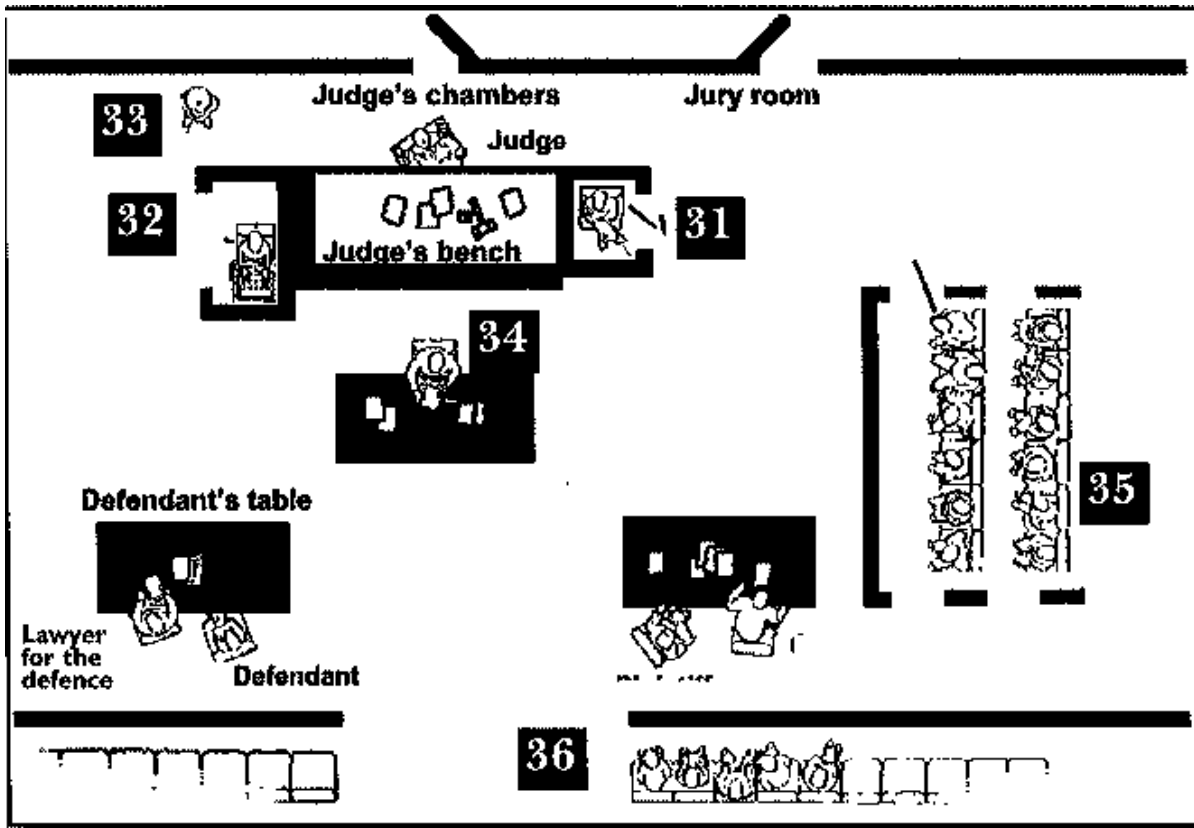 Judge's chambers
Jury room
33
Judge
32
31
Judge's bench
34
35
Defendant's table
Lawyer
for the
defence
Defendant
36